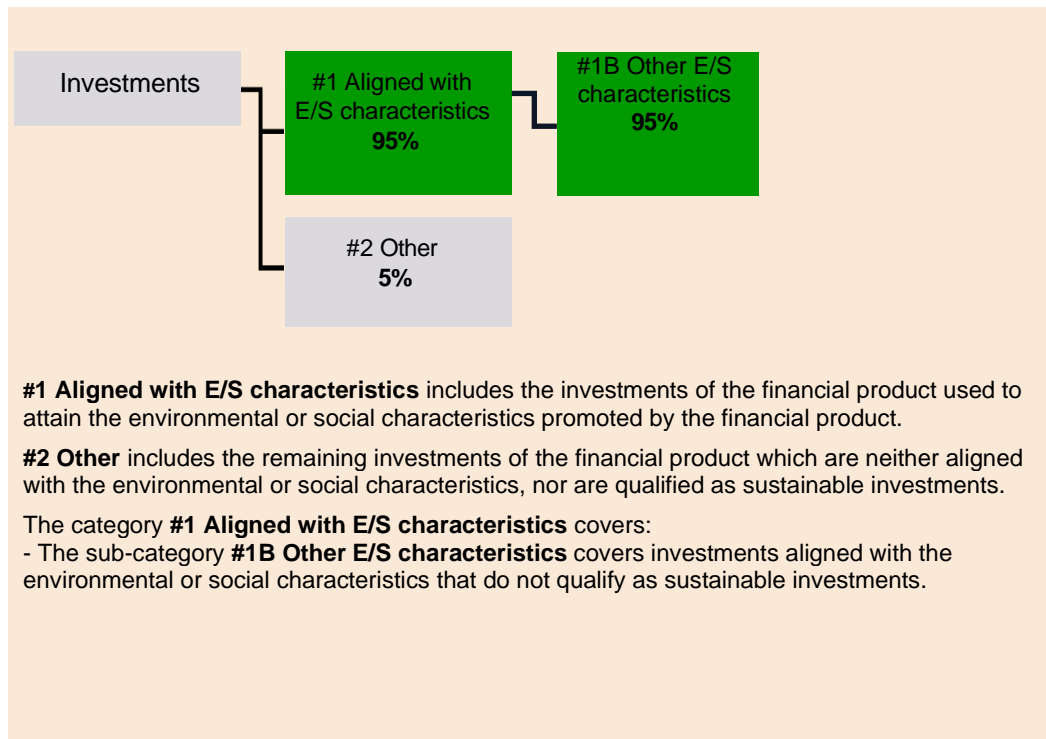 Investments
#1 Aligned with
E/S characteristics
95%
#1B Other E/S
characteristics
95%
#2 Other
5%
#1 Aligned with E/S characteristics includes the investments of the financial product used to
attain the environmental or social characteristics promoted by the financial product.
#2 Other includes the remaining investments of the financial product which are neither aligned
with the environmental or social characteristics, nor are qualified as sustainable investments.
The category #1 Aligned with E/S characteristics covers:
- The sub-category #1B Other E/S characteristics covers investments aligned with the
environmental or social characteristics that do not qualify as sustainable investments.